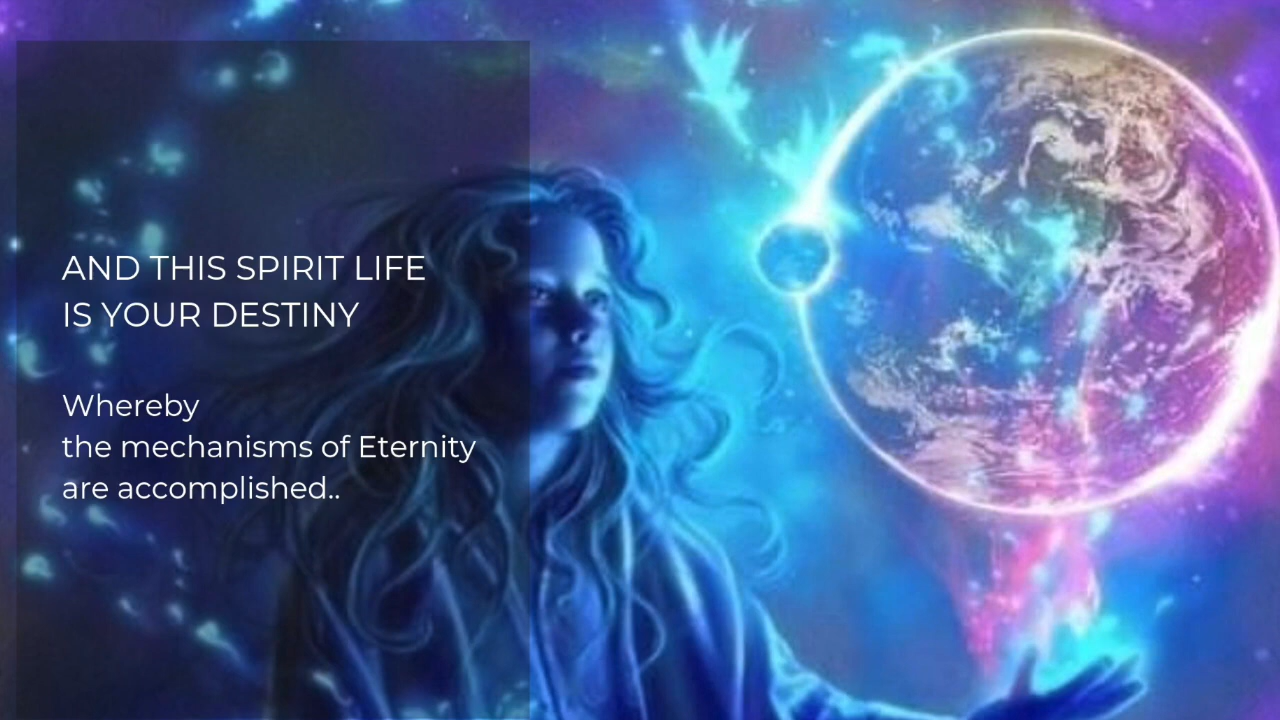 AND THIS SPIRIT LIFE
IS YOUR DESTINY
Whereby
the mechanisms of Eternity
are accomplished..